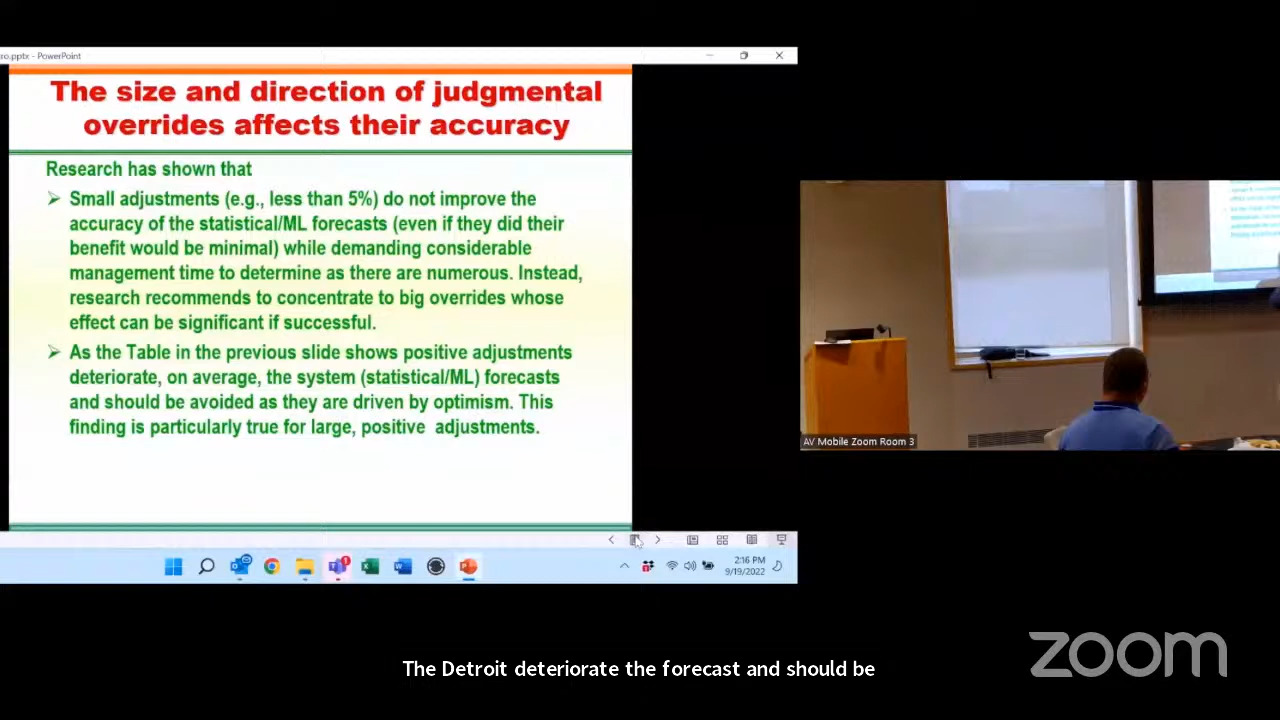 ro.pptx - PowerPoint
The size and direction of judgmental
overrides affects their accuracy
Research has shown that
➢ Small adjustments (e.g., less than 5%) do not improve the
accuracy of the statistical/ML forecasts (even if they did their
benefit would be minimal) while demanding considerable
management time to determine as there are numerous. Instead,
research recommends to concentrate to big overrides whose
effect can be significant if successful.
➢ As the Table in the previous slide shows positive adjustments
deteriorate, on average, the system (statistical/ML) forecasts
and should be avoided as they are driven by optimism. This
finding is particularly true for large, positive adjustments.
2:16 PM
9/19/2022
AV Mobile Zoom Room 3
The Detroit deteriorate the forecast and should be
zoom